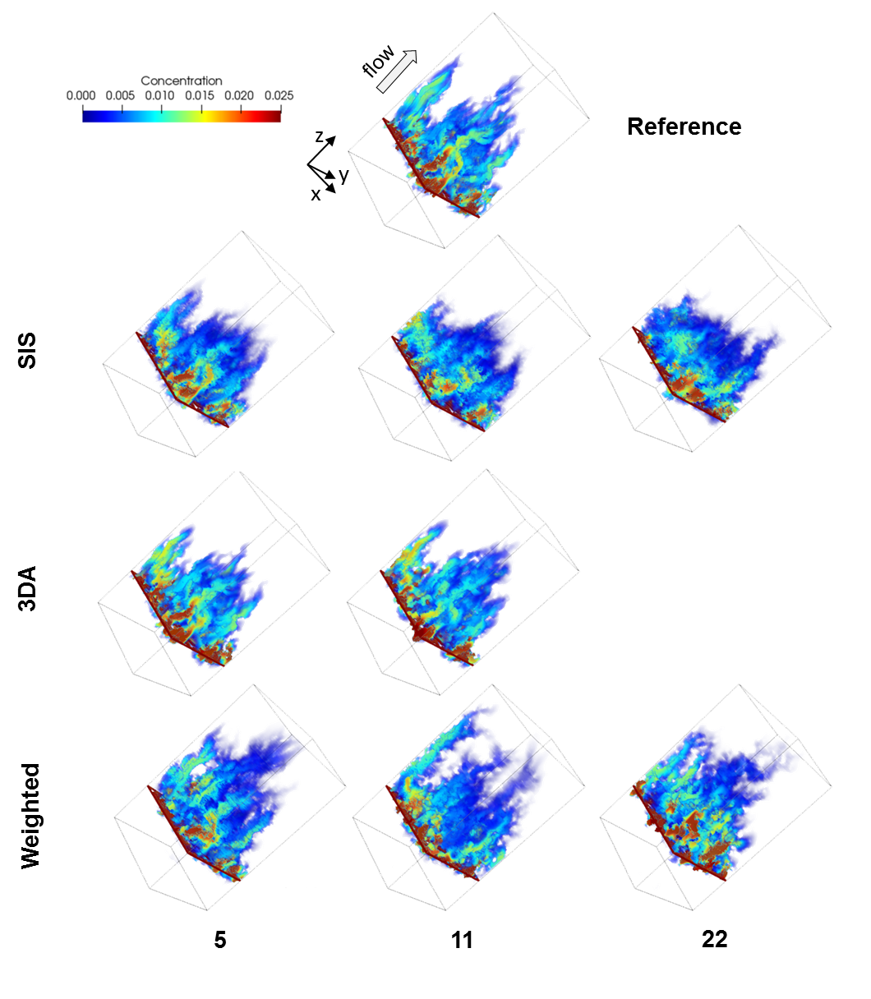 flow
Concentration
0.000 0.005 0.010 0.015 0.020 0.025
Reference
z
y
x
SIS
3DA
Weighted
5 11 22